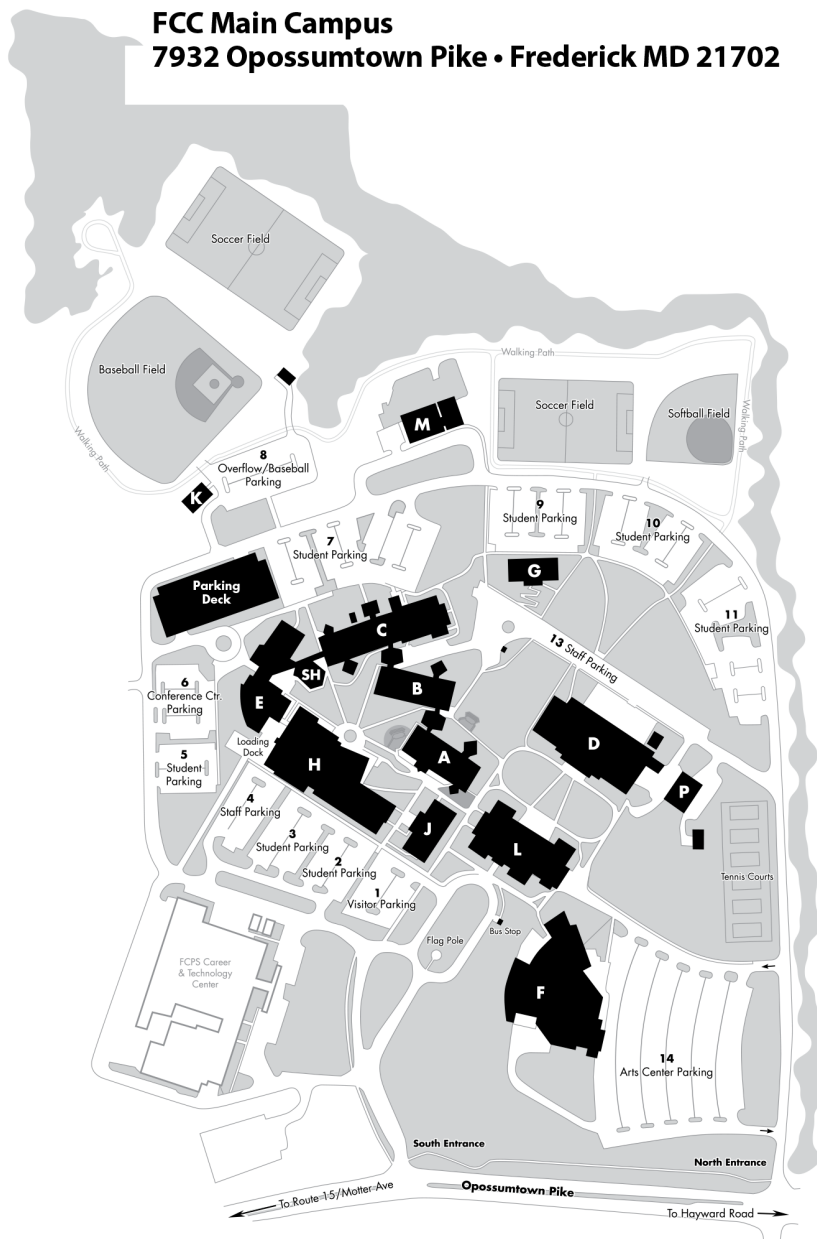 FCC Main Campus
7932 Opossumtown Pike • Frederick MD 21702
Soccer Field
Baseball Field
Walking Path
Walking Path
Soccer Field
Softball Field
Walking Path
M
8
Overflow/Baseball
Parking
K
9
Student Parking
10
Student Parking
7
Student Parking
G
Parking
Deck
11
Student Parking
C
13 Staff Parking
SH
B
6
Conference Ctr.
Parking
E
Loading
Dock
D
A
H
5
Student
Parking
P
4
Staff Parking
J
3
Student Parking
L
2
Student Parking
Tennis Courts
1
Visitor Parking
Bus Stop
Flag Pole
FCPS Career
& Technology
Center
F
14
Arts Center Parking
South Entrance
North Entrance
Opossumtown Pike
To Route 15/Motter Ave
To Hayward Road